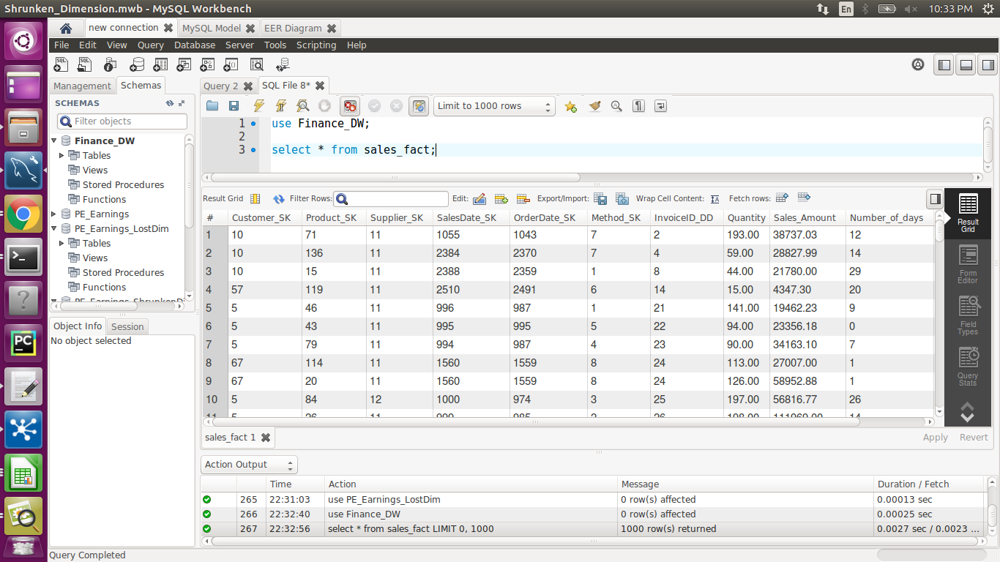 Shrunken_Dimension.mwb - MySQL Workbench
En
10:33 PM
new connection
MySQL Model
EER Diagram
File Edit View Query Database Server Tools Scripting Help
Management Schemas
Query 2
SQL File 8*
SCHEMAS
Filter objects
Limit to 1000 rows
Finance_DW
Tables
Views
Stored Procedures
Functions
PE_Earnings
PE_Earnings_LostDim
Tables
Views
Stored Procedures
Functions
1 use Finance_DW;
2
3 select * from sales_fact;
Result Grid Filter Rows: Edit: Export/Import: Wrap Cell Content: Fetch rows:
# Customer_SK Product_SK Supplier_SK SalesDate_SK OrderDate_SK Method_SK InvoiceID_DD Quantity Sales_Amount Number_of_days
1 10 71 11 1055 1043 7 2 193.00 38737.03 12
2 10 136 11 2384 2370 7 4 59.00 28827.99 14
3 10 15 11 2388 2359 1 8 44.00 21780.00 29
4 57 119 11 2510 2491 6 14 15.00 4347.30 20
5 5 46 11 996 987 1 21 141.00 19462.23 9
6 5 43 11 995 995 5 22 94.00 23356.18 0
7 5 79 11 994 987 4 23 90.00 34163.10 7
8 67 114 11 1560 1559 8 24 113.00 27007.00 1
9 67 20 11 1560 1559 8 24 126.00 58952.88 1
10 5 84 12 1000 974 3 25 197.00 56816.77 26
Result
Grid
Form
Editor
Field
Types
Query
Stats
sales_fact 1
Apply Revert
Object Info Session
No object selected
PC
Action Output
Time Action Message Duration / Fetch
265 22:31:03 use PE_Earnings_LostDim 0 row(s) affected 0.00013 sec
266 22:32:40 use Finance_DW 0 row(s) affected 0.00025 sec
267 22:32:56 select * from sales_fact LIMIT 0, 1000 1000 row(s) returned 0.0027 sec / 0.0023 ...
Query Completed